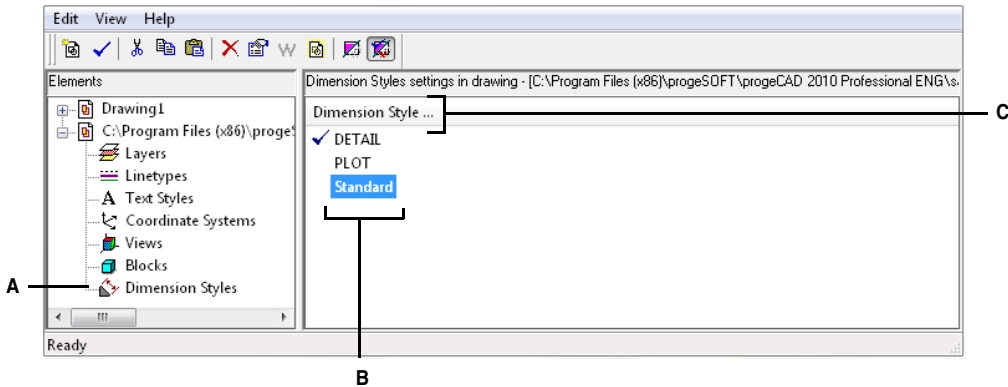 Edit View Help
Elements
Dimension Styles settings in drawing - [C:\Program Files (x86)\progeSOFT\progeCAD 2010 Professional ENG\s
Drawing1
C:\Program Files (x86)\proge
Layers
Linetypes
A Text Styles
Coordinate Systems
Views
Blocks
Dimension Styles
Dimension Style ...
DETAIL
PLOT
Standard
Ready
A
B
C